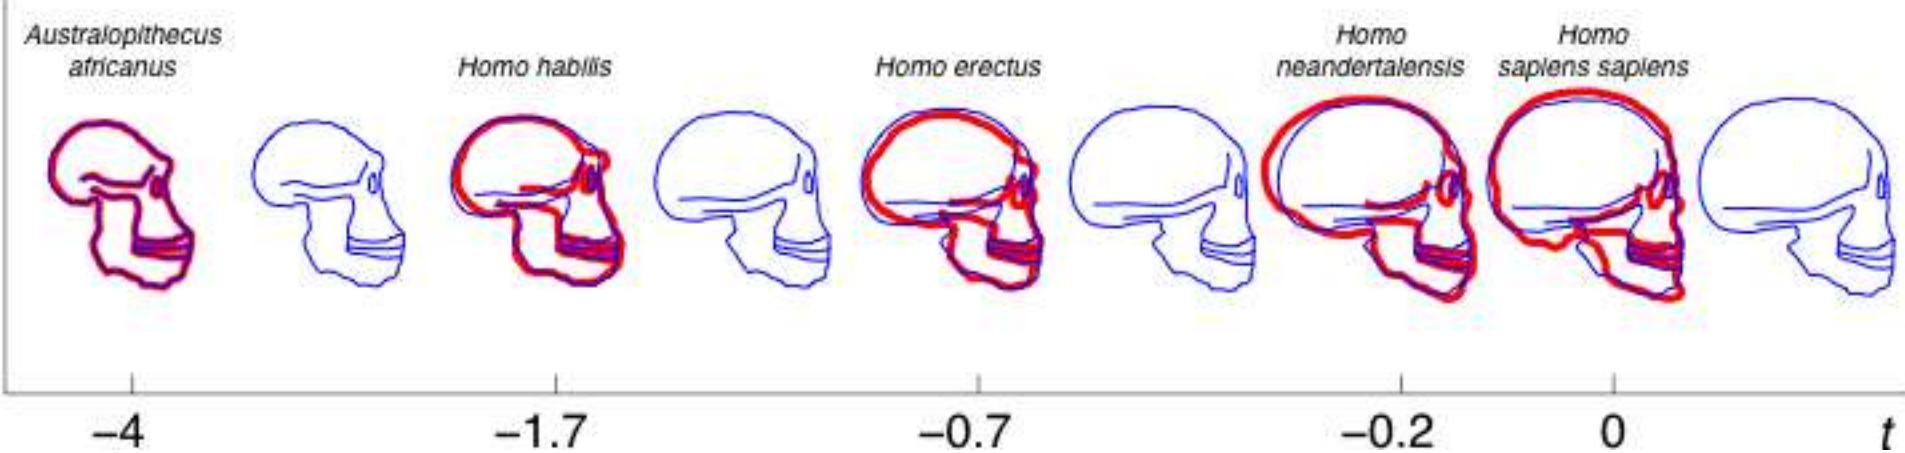 Australopithecus
africanus
Homo habilis
Homo erectus
Homo
neandertalensis
Homo
sapiens sapiens
−4
−1.7
−0.7
−0.2
0
t